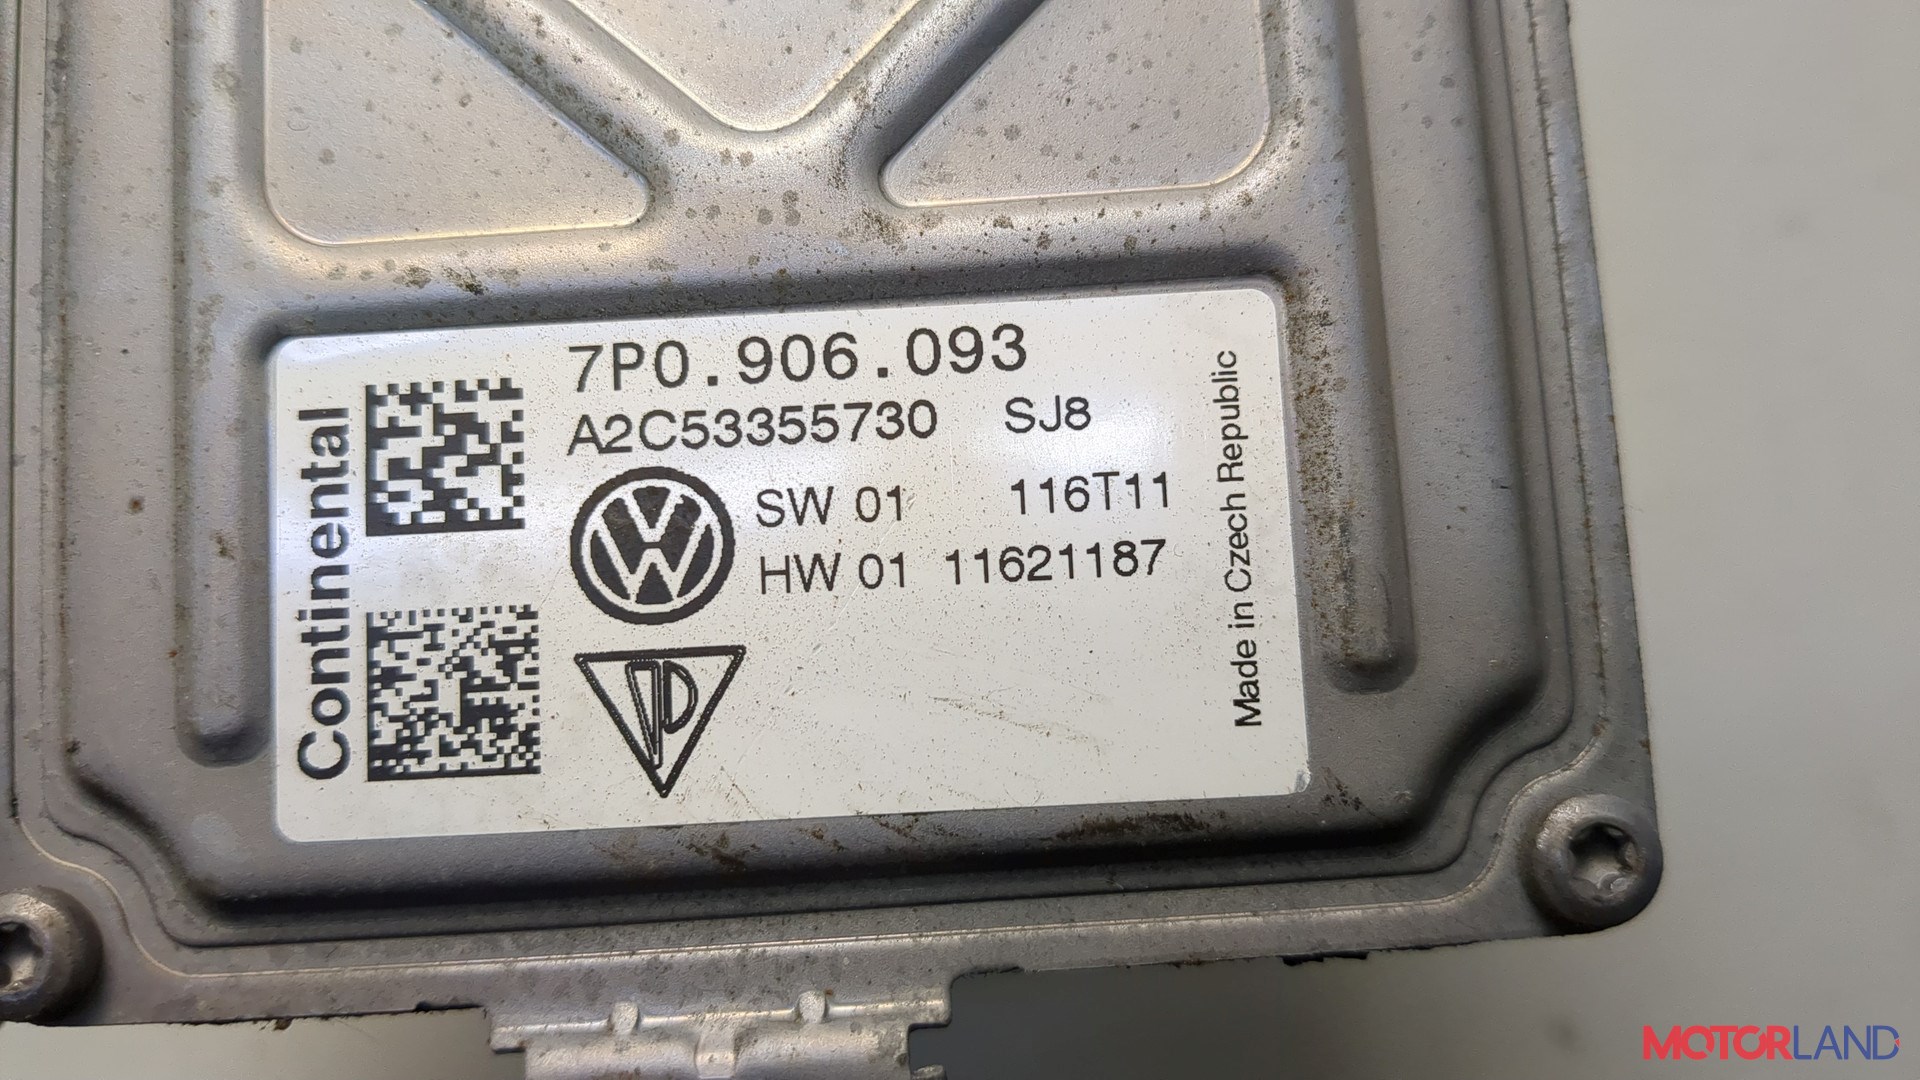 7P0.906.093
A2C53355730 SJ8
SW 01 116T11
HW 01 11621187
Continental
Made in Czech Republic
MOTORLAND